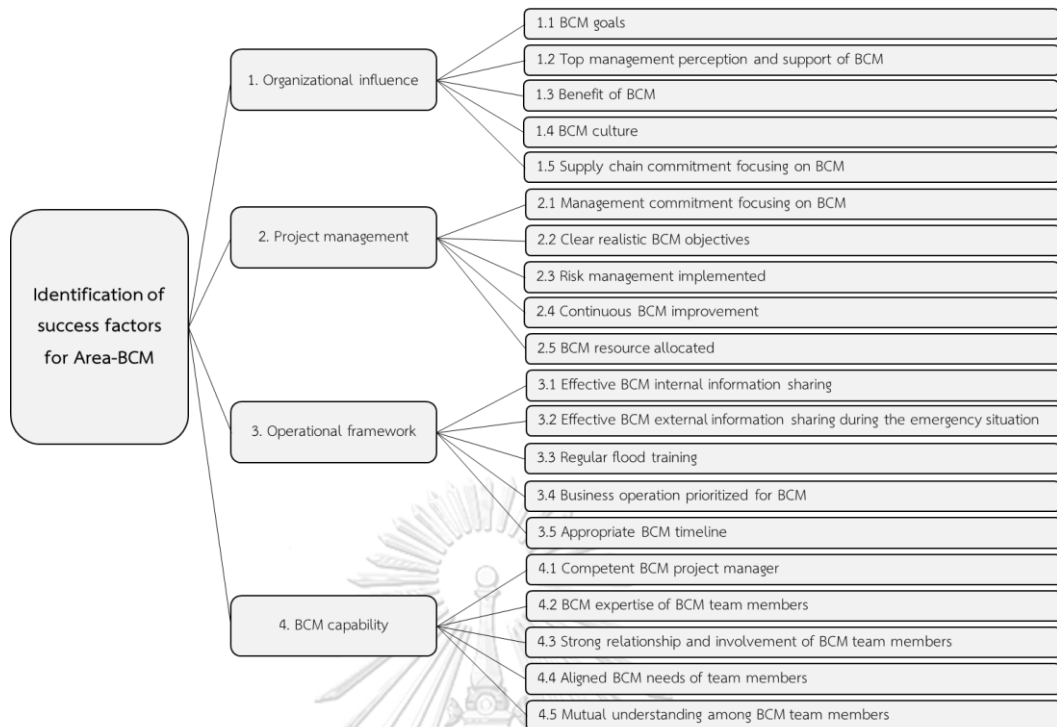 Identification of
success factors
for Area-BCM
1. Organizational influence
1.1 BCM goals
1.2 Top management perception and support of BCM
1.3 Benefit of BCM
1.4 BCM culture
1.5 Supply chain commitment focusing on BCM
2. Project management
2.1 Management commitment focusing on BCM
2.2 Clear realistic BCM objectives
2.3 Risk management implemented
2.4 Continuous BCM improvement
2.5 BCM resource allocated
3. Operational framework
3.1 Effective BCM internal information sharing
3.2 Effective BCM external information sharing during the emergency situation
3.3 Regular flood training
3.4 Business operation prioritized for BCM
3.5 Appropriate BCM timeline
4. BCM capability
4.1 Competent BCM project manager
4.2 BCM expertise of BCM team members
4.3 Strong relationship and involvement of BCM team members
4.4 Aligned BCM needs of team members
4.5 Mutual understanding among BCM team members